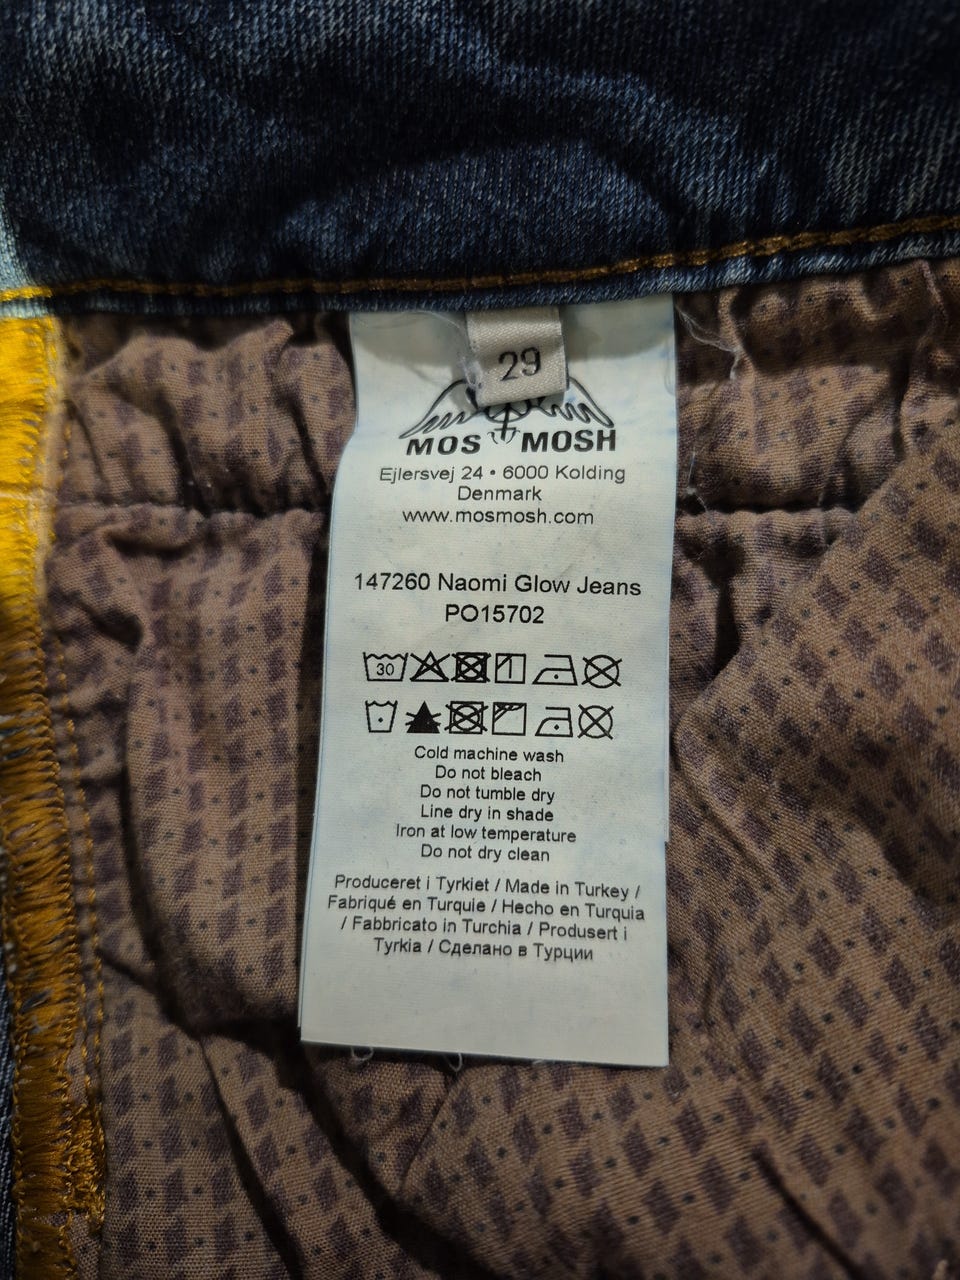 29
MOS MOSH
Ejlersvej 24 • 6000 Kolding
Denmark
www.mosmosh.com
147260 Naomi Glow Jeans
PO15702
30
Cold machine wash
Do not bleach
Do not tumble dry
Line dry in shade
Iron at low temperature
Do not dry clean
Produceret i Tyrkiet / Made in Turkey /
Fabriqué en Turquie / Hecho en Turquia
/ Fabbricato in Turchia / Produsert i
Tyrkia / Сделано в Турции